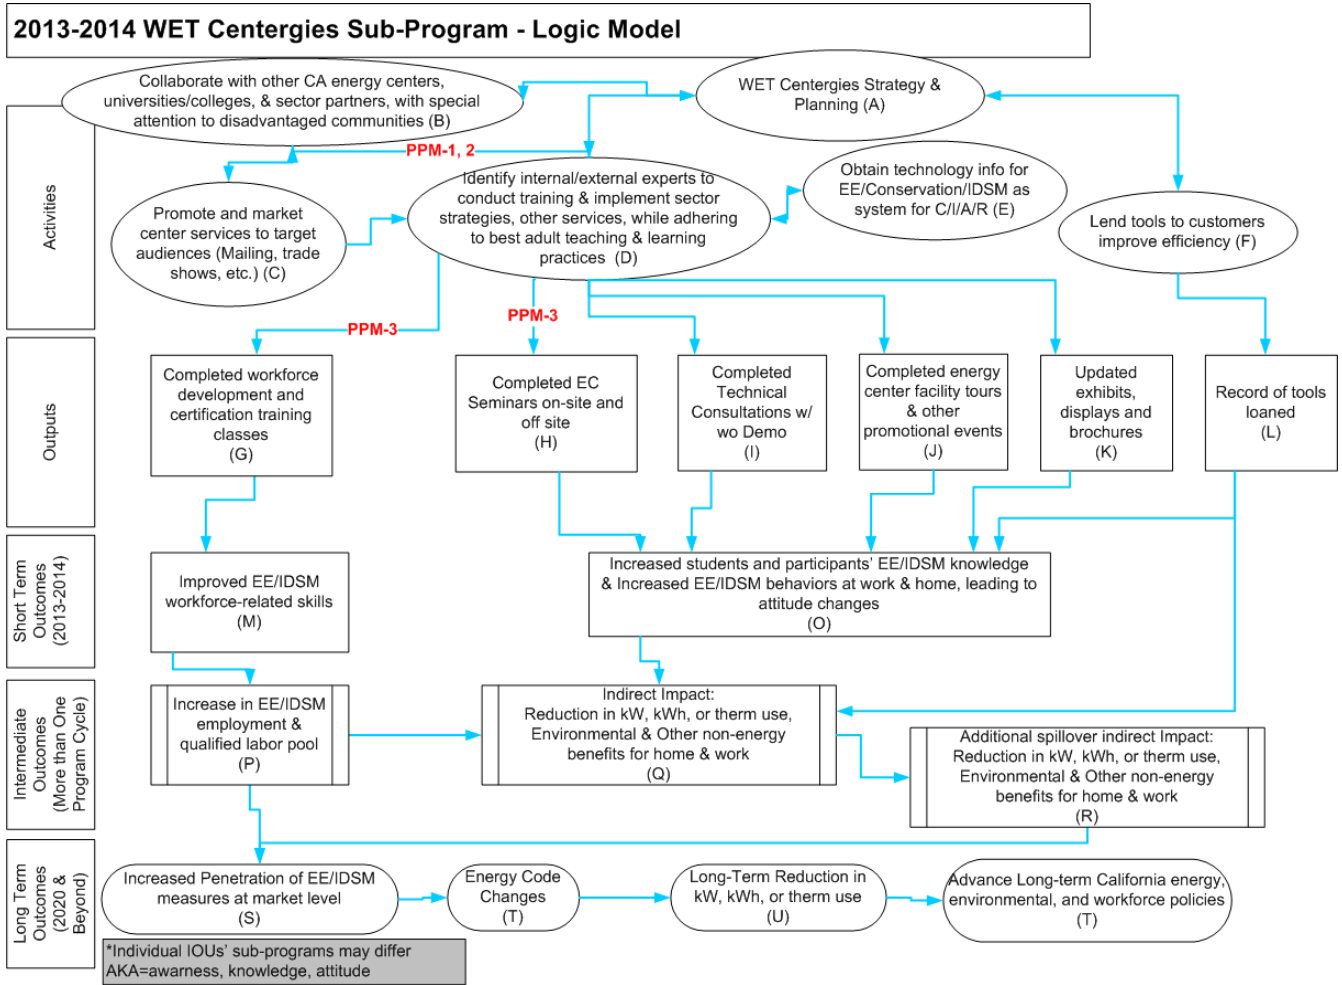 2013-2014 WET Centergies Sub-Program - Logic Model
Activities
Collaborate with other CA energy centers,
universities/colleges, & sector partners, with special
attention to disadvantaged communities (B)
WET Centergies Strategy &
Planning (A)
PPM-1, 2
Promote and market
center services to target
audiences (Mailing, trade
shows, etc.) (C)
Identify internal/external experts to
conduct training & implement sector
strategies, other services, while adhering
to best adult teaching & learning
practices (D)
Obtain technology info for
EE/Conservation/IDSM as
system for C/I/A/R (E)
Lend tools to customers
improve efficiency (F)
PPM-3
PPM-3
Outputs
Completed workforce
development and
certification training
classes
(G)
Completed EC
Seminars on-site and
off site
(H)
Completed
Technical
Consultations w/
wo Demo
(I)
Completed energy
center facility tours
& other
promotional events
(J)
Updated
exhibits,
displays and
brochures
(K)
Record of tools
loaned
(L)
Short Term
Outcomes
(2013-2014)
Improved EE/IDSM
workforce-related skills
(M)
Increased students and participants' EE/IDSM knowledge
& Increased EE/IDSM behaviors at work & home, leading to
attitude changes
(O)
Intermediate
Outcomes
(More than One
Program Cycle)
Increase in EE/IDSM
employment &
qualified labor pool
(P)
Indirect Impact:
Reduction in kW, kWh, or therm use,
Environmental & Other non-energy
benefits for home & work
(Q)
Additional spillover indirect Impact:
Reduction in kW, kWh, or therm use,
Environmental & Other non-energy
benefits for home & work
(R)
Long Term
Outcomes
(2020 &
Beyond)
Increased Penetration of EE/IDSM
measures at market level
(S)
Energy Code
Changes
(T)
Long-Term Reduction in
kW, kWh, or therm use
(U)
Advance Long-term California energy,
environmental, and workforce policies
(T)
*Individual IOUs' sub-programs may differ
AKA=awarness, knowledge, attitude